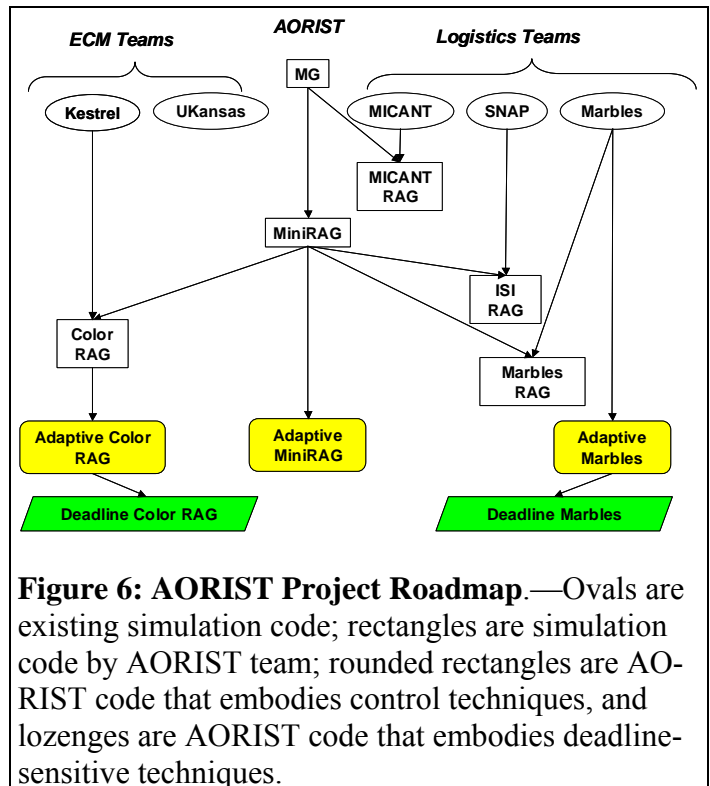 ECM Teams
AORIST
Logistics Teams
MG
Kestrel
UKansas
MICANT
SNAP
Marbles
MICANT
RAG
MiniRAG
ISI
RAG
Color
RAG
Marbles
RAG
Adaptive Color
RAG
Adaptive
MiniRAG
Adaptive
Marbles
Deadline Color RAG
Deadline Marbles
Figure 6: AORIST Project Roadmap.—Ovals are
existing simulation code; rectangles are simulation
code by AORIST team; rounded rectangles are AO-
RIST code that embodies control techniques, and
lozenges are AORIST code that embodies deadline-
sensitive techniques.